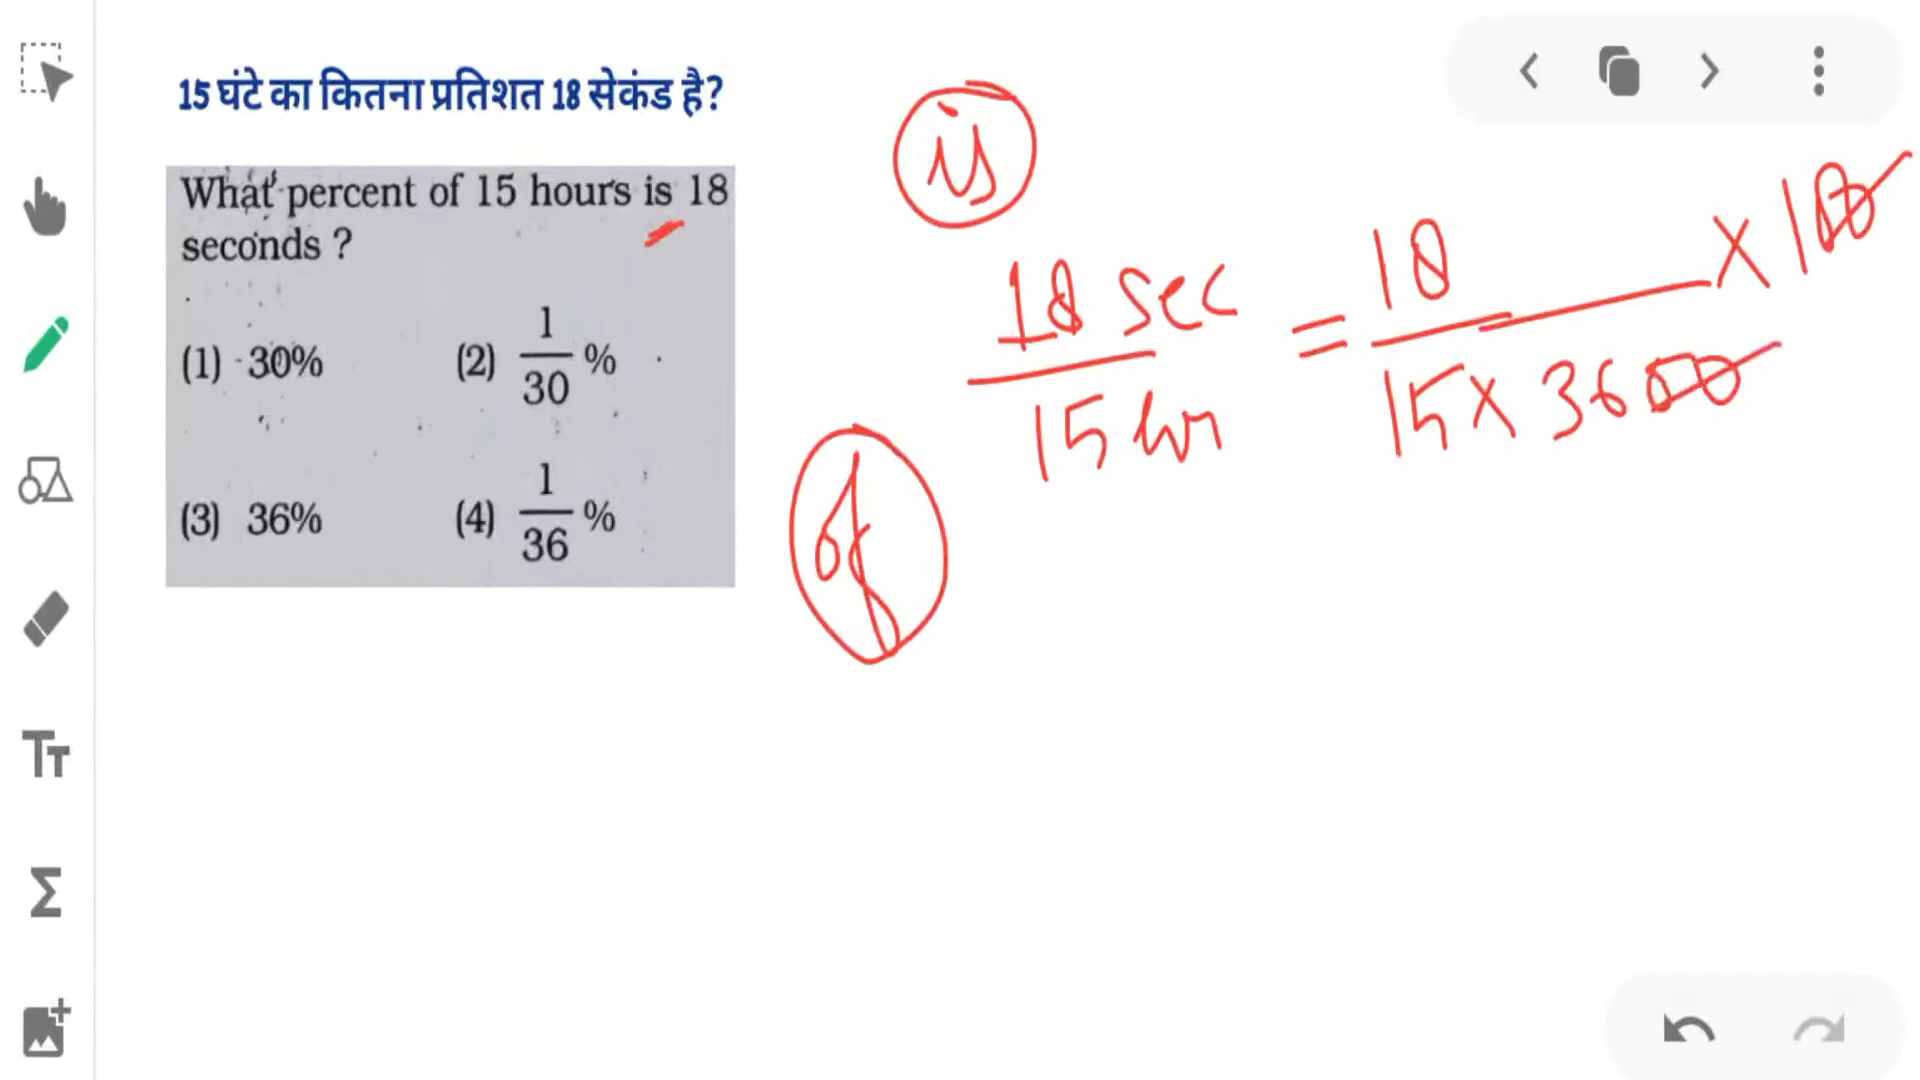 15 घंटे का कितना प्रतिशत 18 सेकंड है?
What percent of 15 hours is 18
seconds ?
(1) 30%
(2) 1/30 %
(3) 36%
(4) 1/36 %
is
of
18 sec / 15 hr = 18 / 15 x 3600 x 100
Tт
Σ